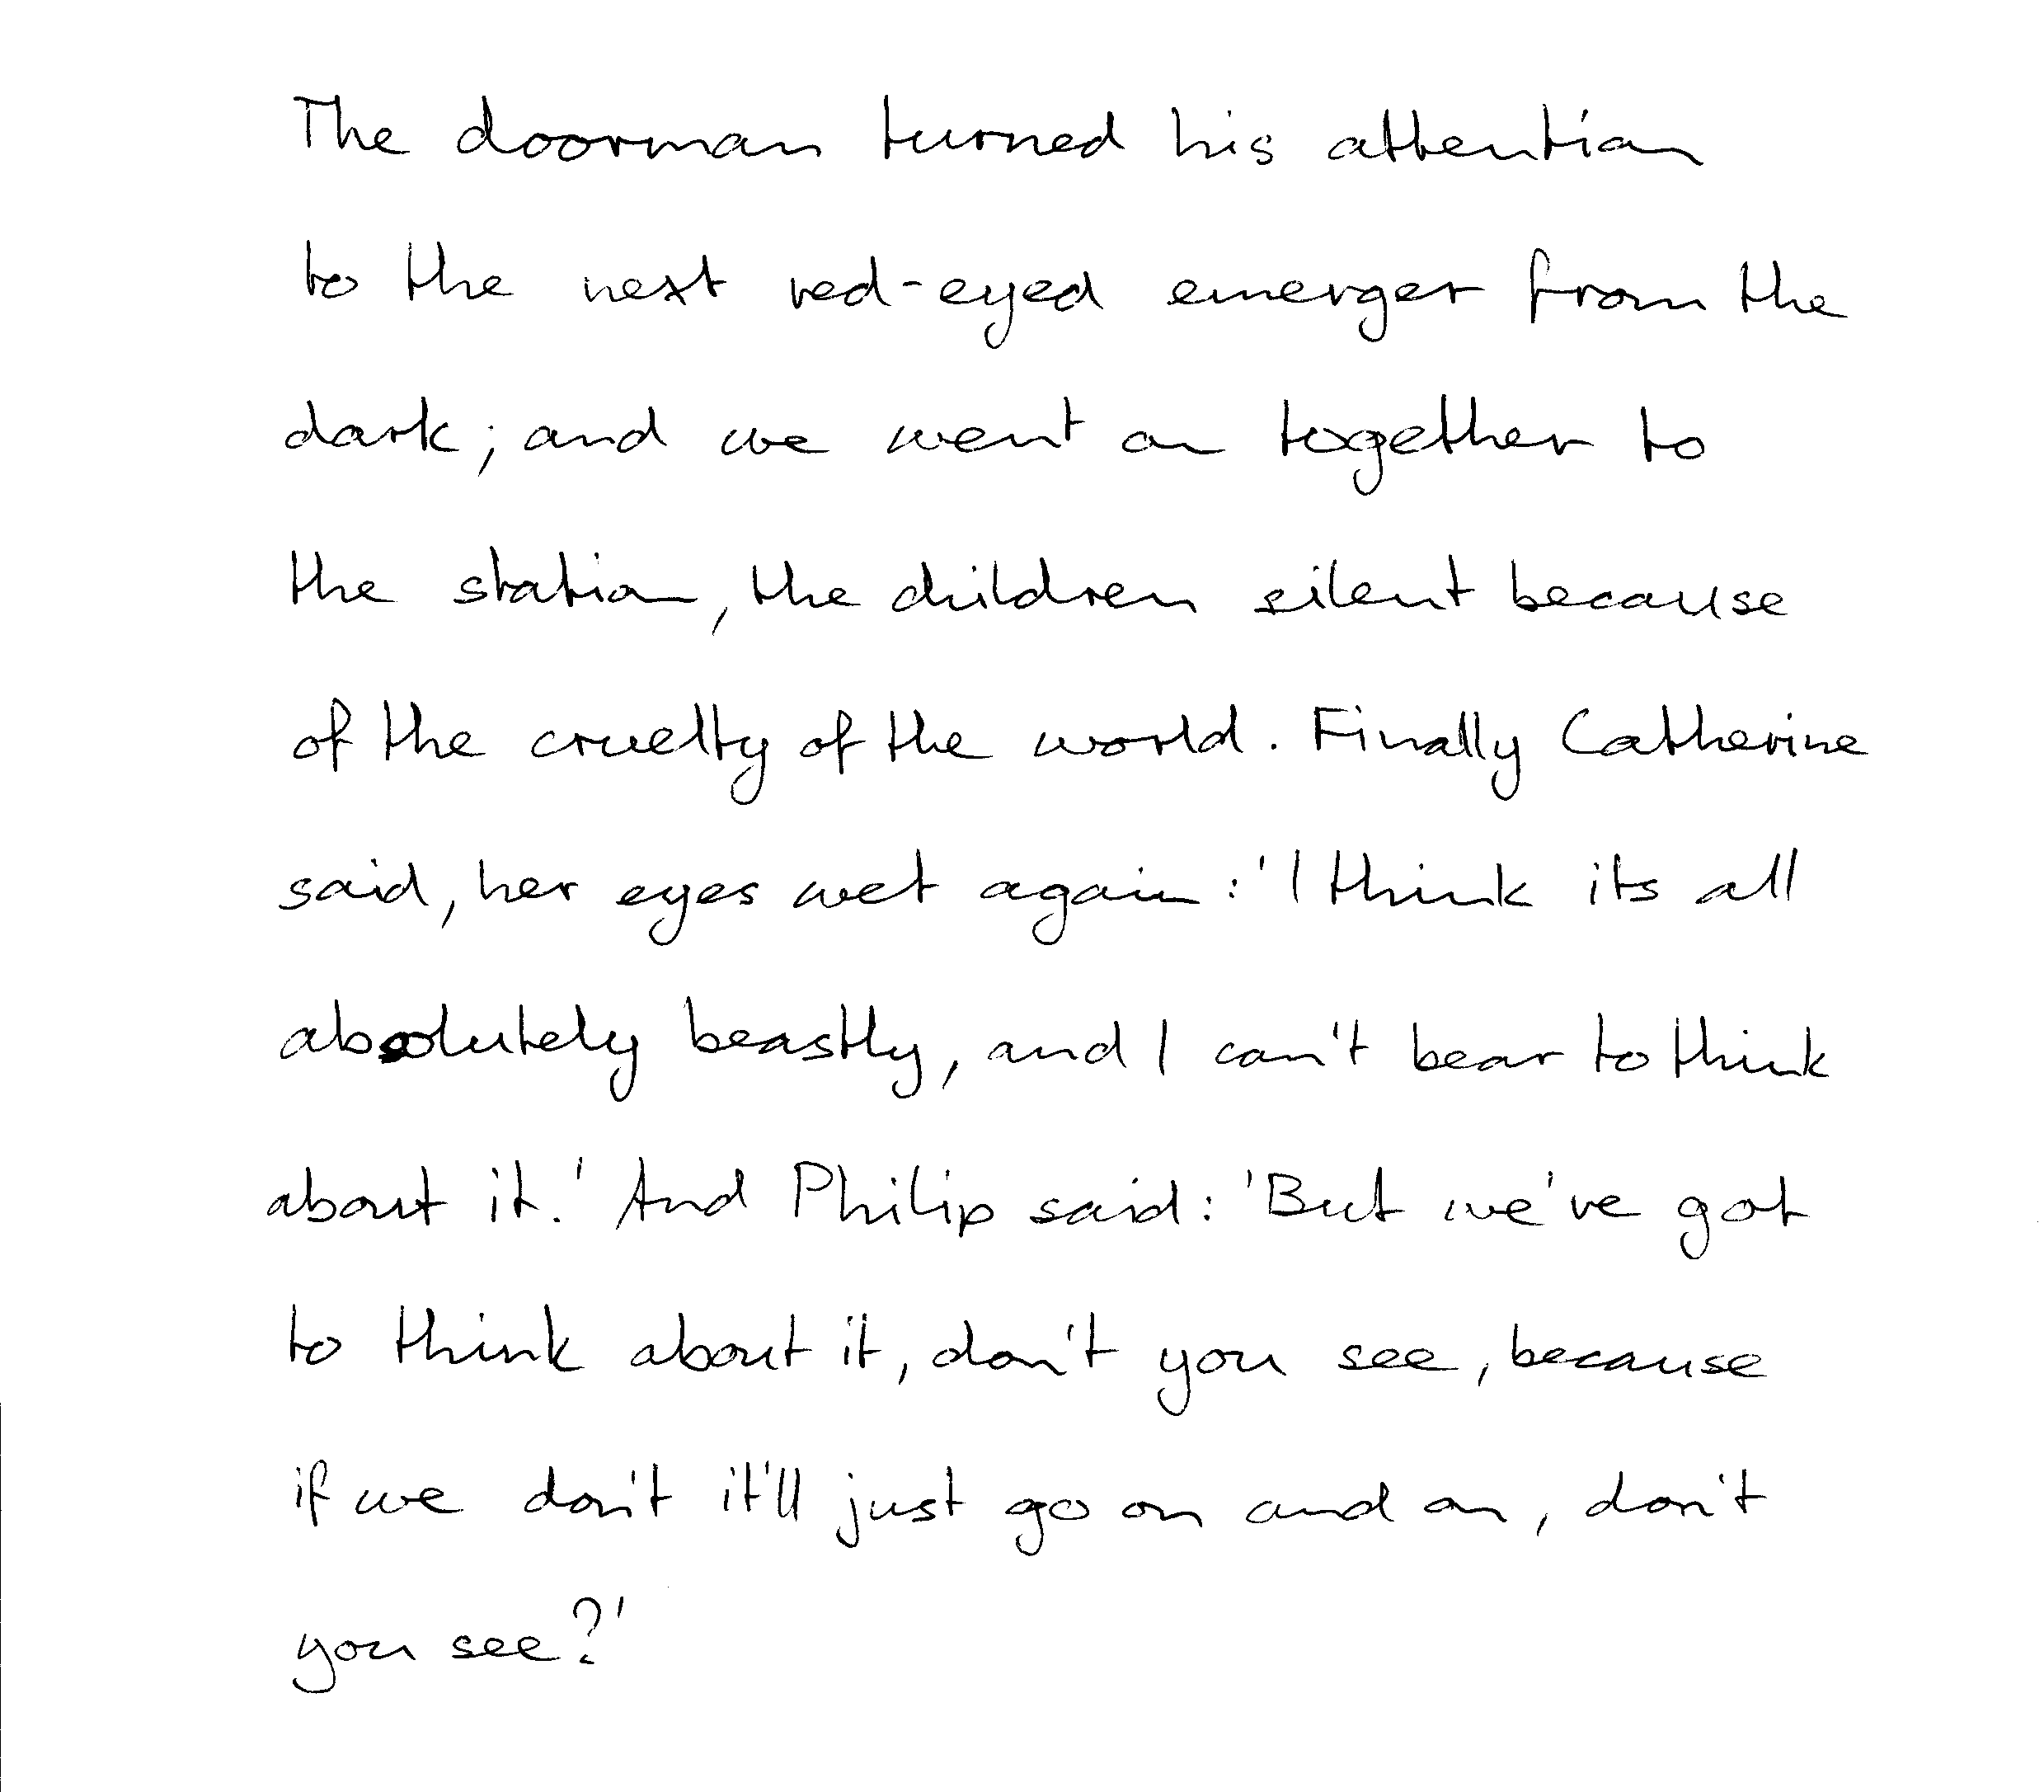 The doorman turned his attention
to the next red-eyed emerger from the
dark; and we went on together to
the station, the children silent because
of the cruelty of the world. Finally Catherine
said, her eyes wet again: 'I think its all
absolutely beastly, and I can't bear to think
about it.' And Philip said: 'But we've got
to think about it, don't you see, because
if we don't it'll just go on and on, don't
you see?'